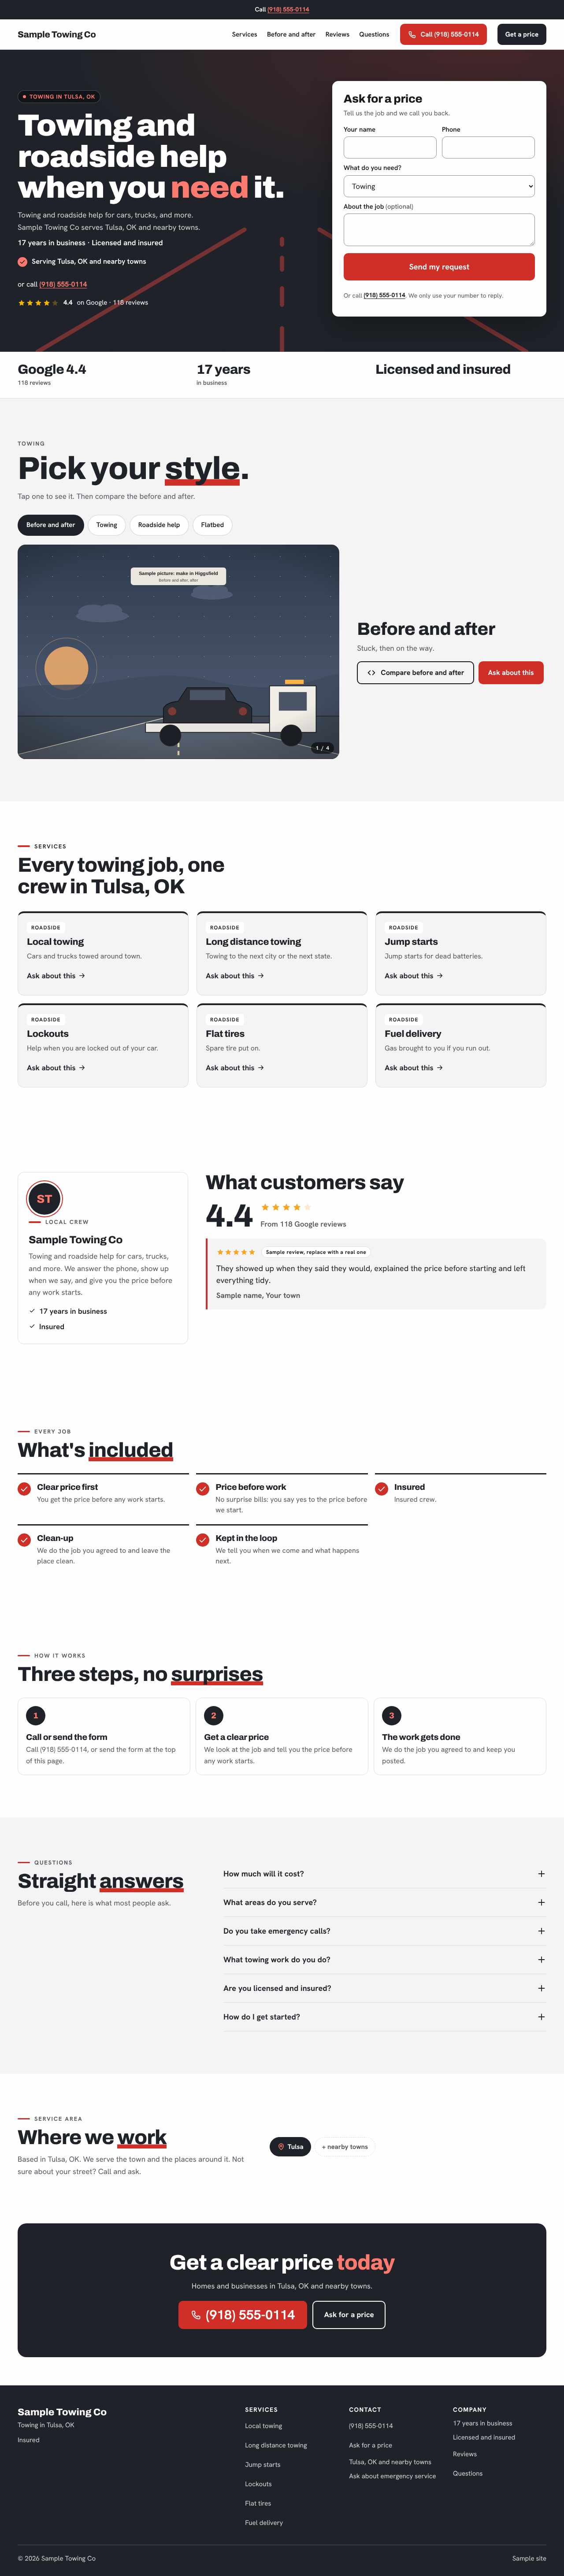 Call (918) 555-0114
Sample Towing Co
Services
Before and after
Reviews
Questions
Call (918) 555-0114
Get a price
TOWING IN TULSA, OK
Towing and
roadside help
when you need it.
Towing and roadside help for cars, trucks, and more.
Sample Towing Co serves Tulsa, OK and nearby towns.
17 years in business · Licensed and insured
Serving Tulsa, OK and nearby towns
or call (918) 555-0114
4.4 on Google · 118 reviews
Ask for a price
Tell us the job and we call you back.
Your name
Phone
What do you need?
Towing
About the job (optional)
Send my request
Or call (918) 555-0114. We only use your number to reply.
Google 4.4
118 reviews
17 years
in business
Licensed and insured
TOWING
Pick your style.
Tap one to see it. Then compare the before and after.
Before and after
Towing
Roadside help
Flatbed
Sample picture: make in Higgsfield
Before and after, after
1 / 4
Before and after
Stuck, then on the way.
Compare before and after
Ask about this
SERVICES
Every towing job, one
crew in Tulsa, OK
ROADSIDE
Local towing
Cars and trucks towed around town.
Ask about this
ROADSIDE
Long distance towing
Towing to the next city or the next state.
Ask about this
ROADSIDE
Jump starts
Jump starts for dead batteries.
Ask about this
ROADSIDE
Lockouts
Help when you are locked out of your car.
Ask about this
ROADSIDE
Flat tires
Spare tire put on.
Ask about this
ROADSIDE
Fuel delivery
Gas brought to you if you run out.
Ask about this
ST
LOCAL CREW
Sample Towing Co
Towing and roadside help for cars, trucks,
and more. We answer the phone, show up
when we say, and give you the price before
any work starts.
17 years in business
Insured
What customers say
4.4
From 118 Google reviews
Sample review, replace with a real one
They showed up when they said they would, explained the price before starting and left
everything tidy.
Sample name, Your town
EVERY JOB
What's included
Clear price first
You get the price before any work starts.
Price before work
No surprise bills: you say yes to the price before
we start.
Insured
Insured crew.
Clean-up
We do the job you agreed to and leave the
place clean.
Kept in the loop
We tell you when we come and what happens
next.
HOW IT WORKS
Three steps, no surprises
1
Call or send the form
Call (918) 555-0114, or send the form at the top
of this page.
2
Get a clear price
We look at the job and tell you the price before
any work starts.
3
The work gets done
We do the job you agreed to and keep you
posted.
QUESTIONS
Straight answers
Before you call, here is what most people ask.
How much will it cost?
What areas do you serve?
Do you take emergency calls?
What towing work do you do?
Are you licensed and insured?
How do I get started?
SERVICE AREA
Where we work
Based in Tulsa, OK. We serve the town and the places around it. Not
sure about your street? Call and ask.
Tulsa
+ nearby towns
Get a clear price today
Homes and businesses in Tulsa, OK and nearby towns.
(918) 555-0114
Ask for a price
Sample Towing Co
Towing in Tulsa, OK
Insured
SERVICES
Local towing
Long distance towing
Jump starts
Lockouts
Flat tires
Fuel delivery
CONTACT
(918) 555-0114
Ask for a price
Tulsa, OK and nearby towns
Ask about emergency service
COMPANY
17 years in business
Licensed and insured
Reviews
Questions
© 2026 Sample Towing Co
Sample site